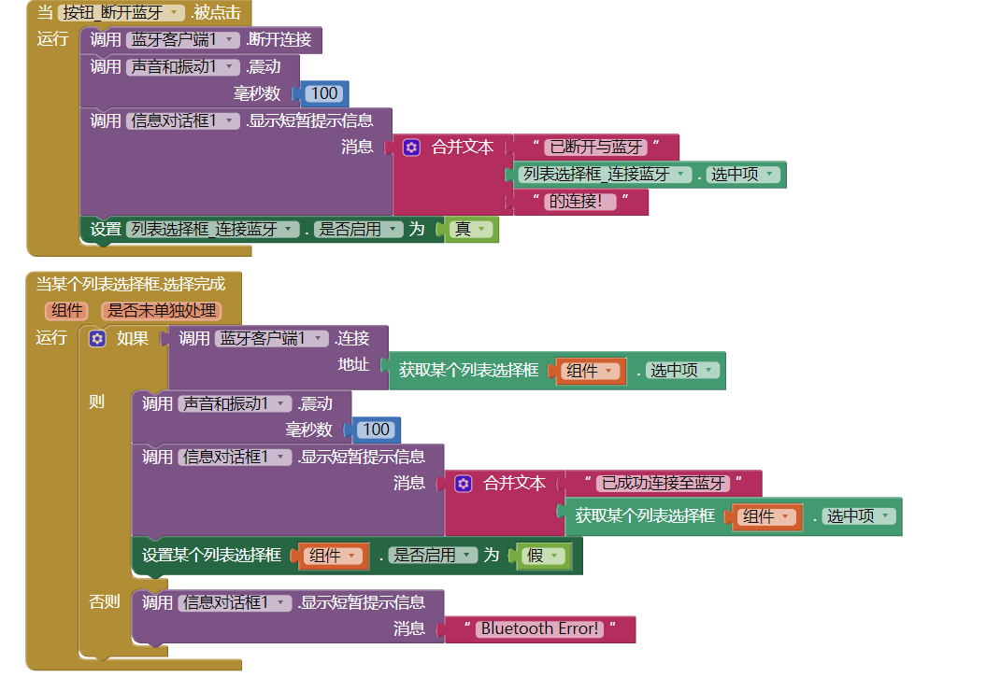 当 按钮_断开蓝牙 .被点击
运行 调用 蓝牙客户端1 .断开连接
调用 声音和振动1 .震动
毫秒数 100
调用 信息对话框1 .显示短暂提示信息
消息 合并文本 “ 已断开与蓝牙 ”
列表选择框_连接蓝牙 . 选中项
“ 的连接！ ”
设置 列表选择框_连接蓝牙 . 是否启用 为 真
当某个列表选择框.选择完成
组件 是否未单独处理
运行 如果 调用 蓝牙客户端1 .连接
地址 获取某个列表选择框 组件 . 选中项
则 调用 声音和振动1 .震动
毫秒数 100
调用 信息对话框1 .显示短暂提示信息
消息 合并文本 “ 已成功连接至蓝牙 ”
获取某个列表选择框 组件 . 选中项
设置某个列表选择框 组件 . 是否启用 为 假
否则 调用 信息对话框1 .显示短暂提示信息
消息 “ Bluetooth Error! ”